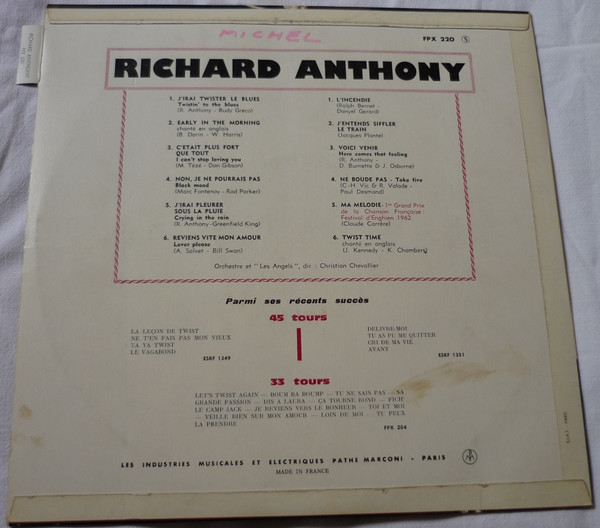 MICHEL
FPX 220 S
RICHARD ANTHONY
1. J'IRAI TWISTER LE BLUES
Twistin' to the blues
(R. Anthony - Rudy Greco)
2. EARLY IN THE MORNING
chanté en anglais
(B. Darin - W. Harris)
3. C'ETAIT PLUS FORT
QUE TOUT
I can't stop loving you
(M. Tézé - Don Gibson)
4. NON, JE NE POURRAIS PAS
Black mood
(Marc Fontenoy - Rod Parker)
5. J'IRAI PLEURER
SOUS LA PLUIE
Crying in the rain
(R. Anthony-Greenfield King)
6. REVIENS VITE MON AMOUR
Lover please
(A. Salvet - Bill Swan)
1. L'INCENDIE
(Ralph Bernet -
Danyel Gerard)
2. J'ENTENDS SIFFLER
LE TRAIN
(Jacques Plante)
3. VOICI VENIR
Here comes that feeling
(R. Anthony -
D. Burnette & J. Osborne)
4. NE BOUDE PAS - Take five
(C.-H. Vic & R. Valade -
Paul Desmond)
5. MA MELODIE - 1er Grand Prix
de la Chanson Française :
Festival d'Enghien 1962
(Claude Carrère)
6. TWIST TIME
chanté en anglais
(J. Kennedy - K. Chambers)
Orchestre et "Les Angels", dir. : Christian Chevallier
Parmi ses récents succès
45 tours
LA LEÇON DE TWIST
NE T'EN FAIS PAS MON VIEUX
TA YA TWIST
LE VAGABOND
ESRF 1349
DELIVRE-MOI
TU AS PU ME QUITTER
CRI DE MA VIE
AVANT
ESRF 1331
33 tours
LET'S TWIST AGAIN — BOUM BA BOUMP — TU NE SAIS PAS — SA
GRANDE PASSION — DIS A LAURA — ÇA TOURNE ROND — FICH'
LE CAMP JACK — JE REVIENS VERS LE BONHEUR — TOI ET MOI
— VEILLE BIEN SUR MON AMOUR — LOIN DE MOI — TU PEUX
LA PRENDRE
FPX 204
LES INDUSTRIES MUSICALES ET ELECTRIQUES PATHE MARCONI - PARIS
MADE IN FRANCE